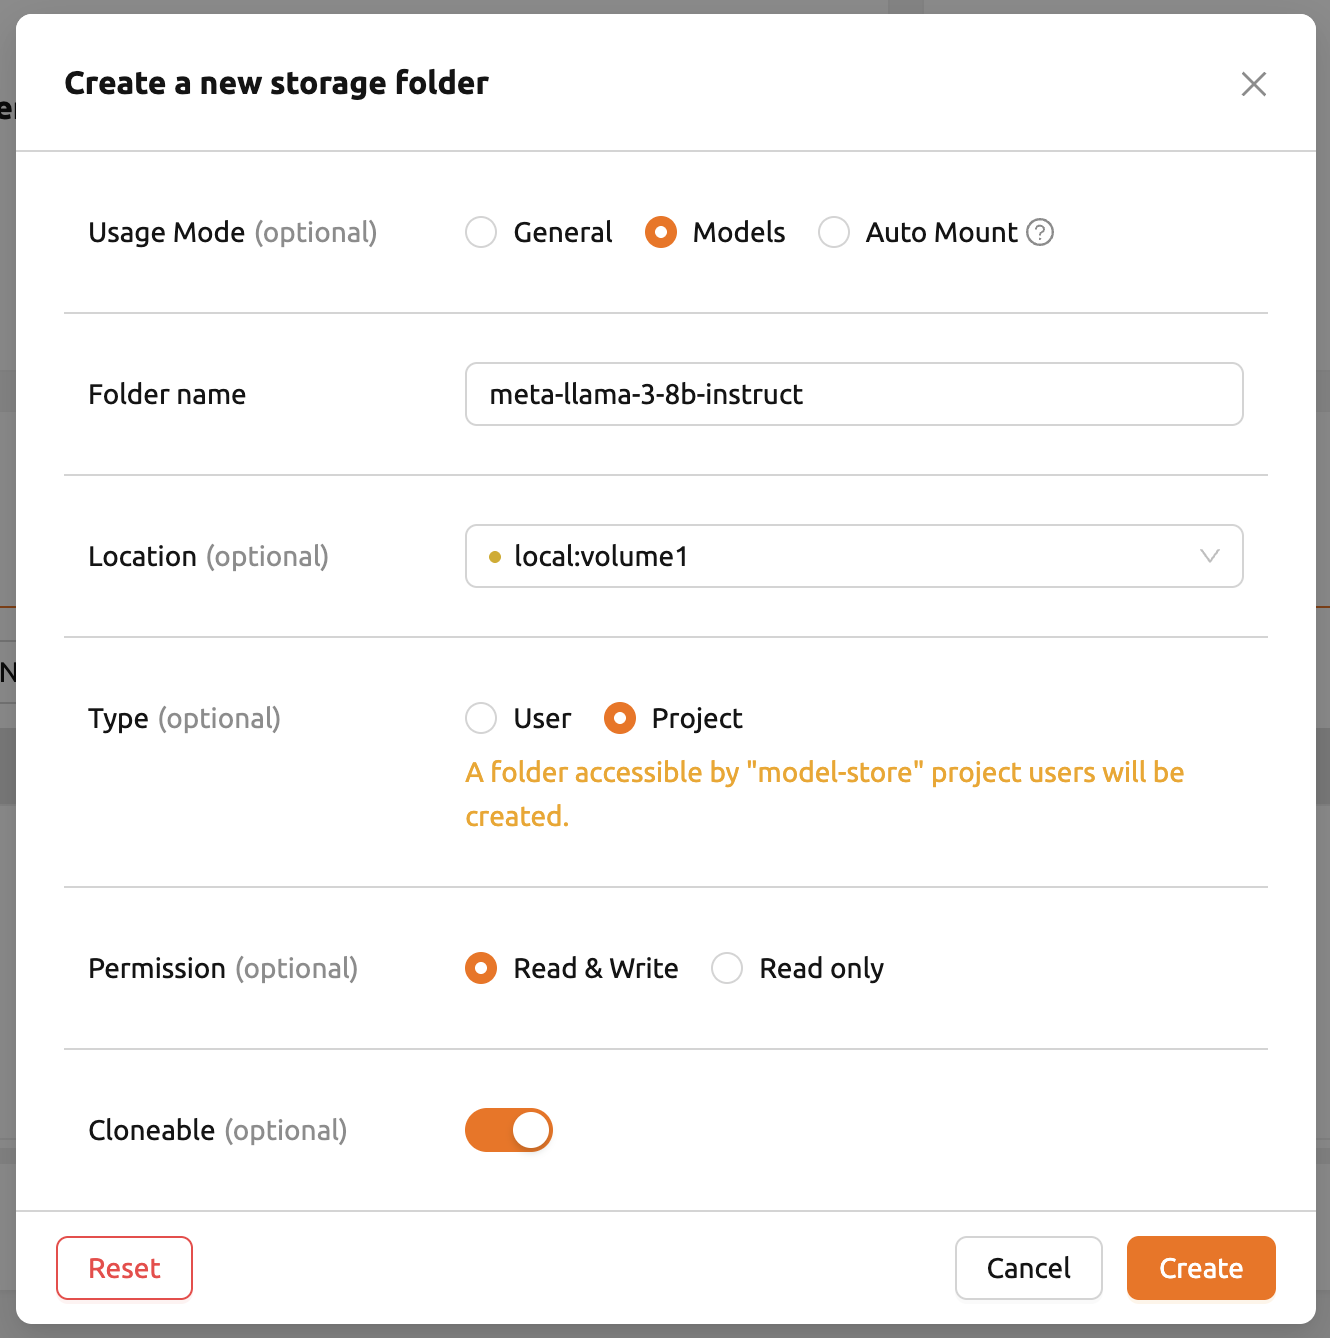 Create a new storage folder
Usage Mode (optional)
General
Models
Auto Mount ?
Folder name
meta-llama-3-8b-instruct
Location (optional)
local:volume1
Type (optional)
User
Project
A folder accessible by "model-store" project users will be
created.
Permission (optional)
Read & Write
Read only
Cloneable (optional)
Reset
Cancel
Create